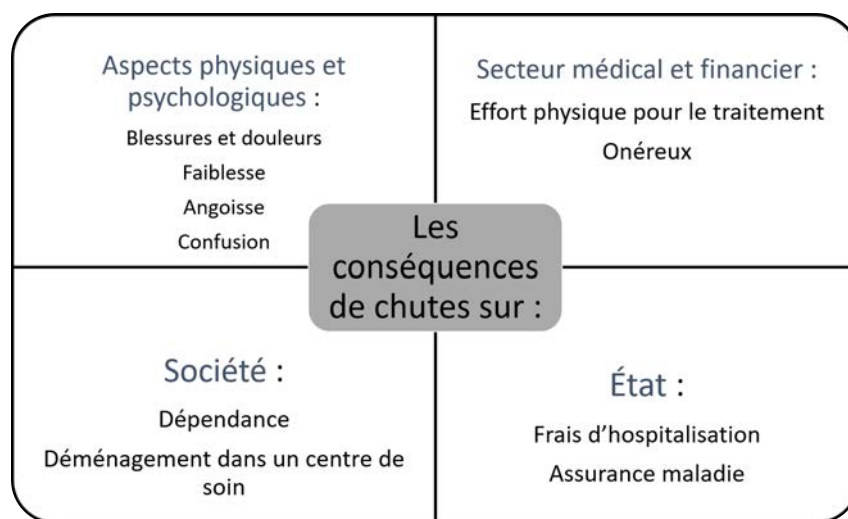 Aspects physiques et
psychologiques :
Blessures et douleurs
Faiblesse
Angoisse
Confusion
Secteur médical et financier :
Effort physique pour le traitement
Onéreux
Les
conséquences
de chutes sur :
Société :
Dépendance
Déménagement dans un centre de
soin
État :
Frais d’hospitalisation
Assurance maladie